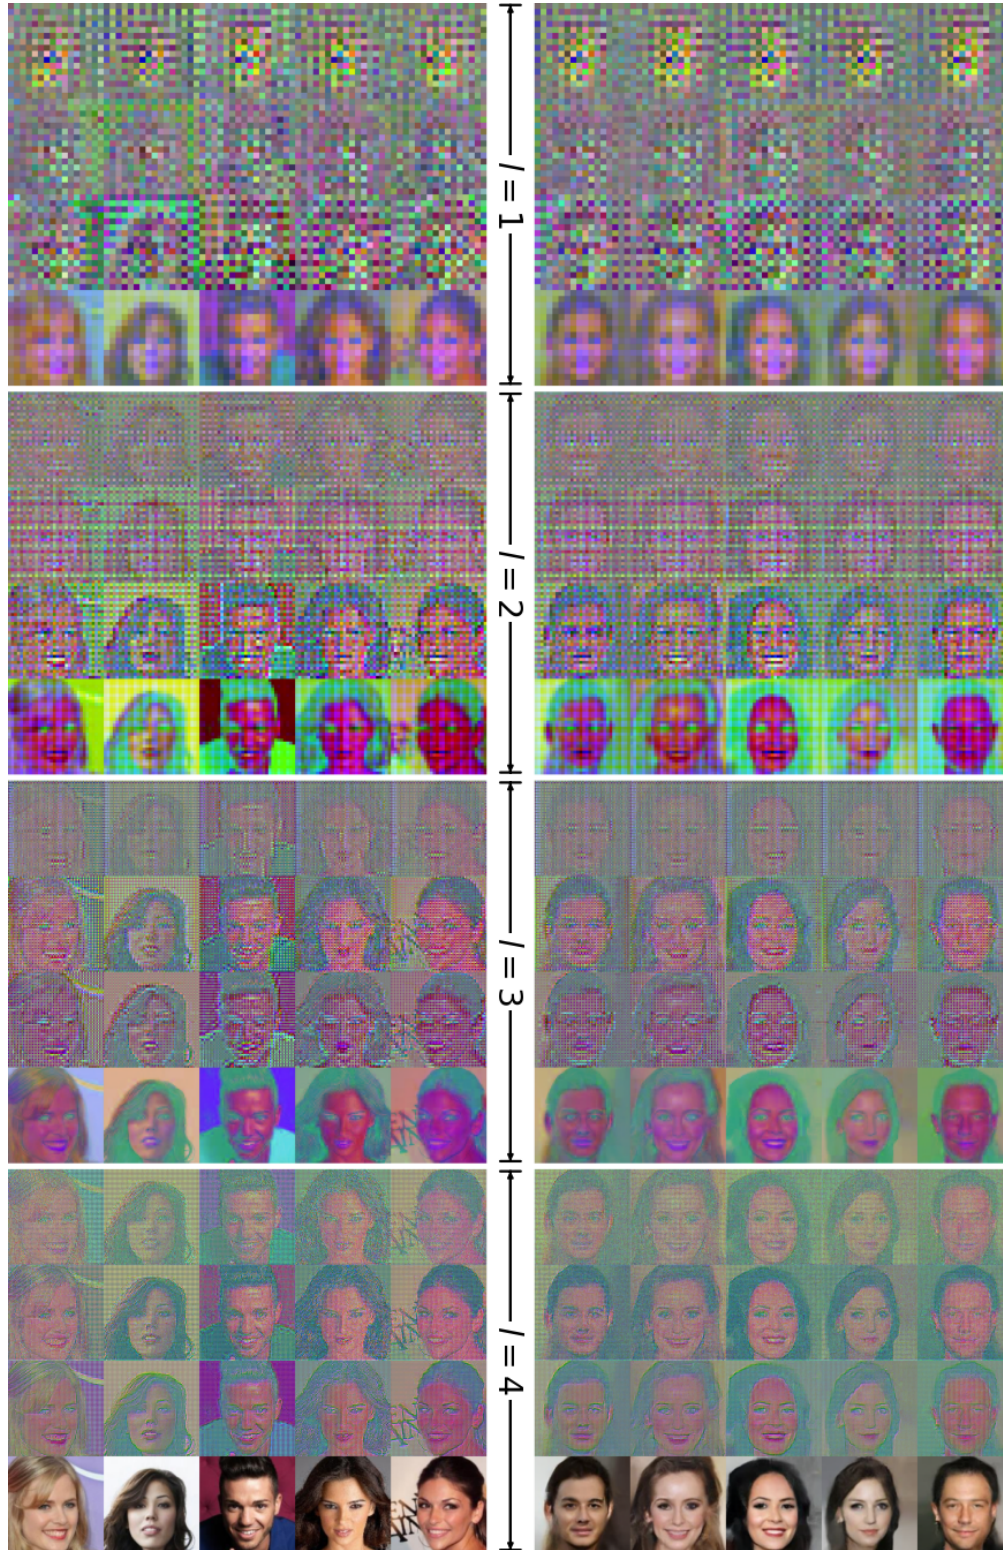 l = 1
l = 2
l = 3
l = 4